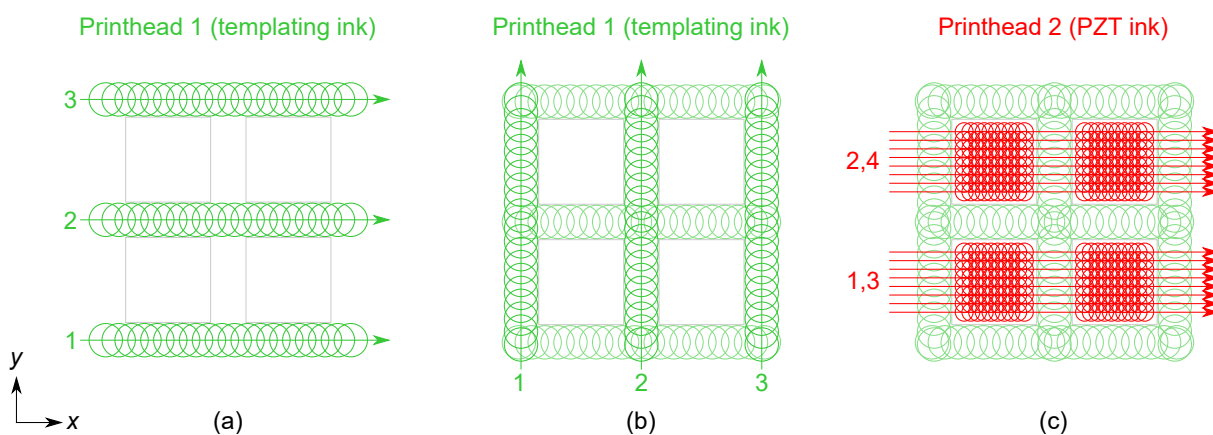 Printhead 1 (templating ink)
3
2
1
y
x
(a)
Printhead 1 (templating ink)
1
2
3
(b)
Printhead 2 (PZT ink)
2,4
1,3
(c)